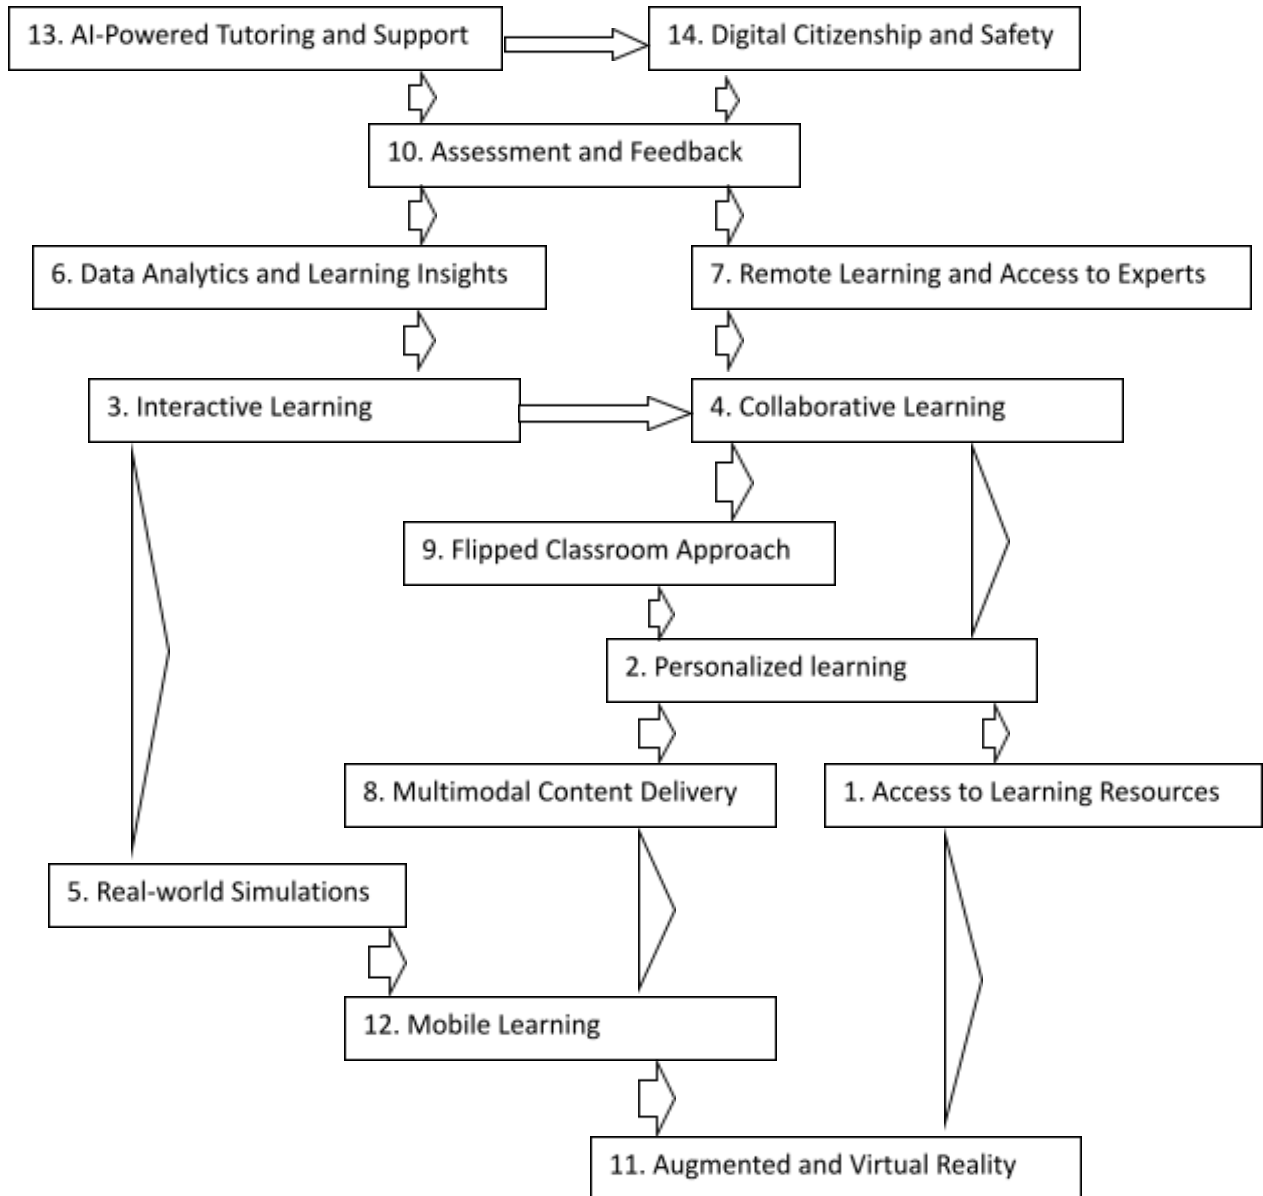 13. AI-Powered Tutoring and Support
14. Digital Citizenship and Safety
10. Assessment and Feedback
6. Data Analytics and Learning Insights
7. Remote Learning and Access to Experts
3. Interactive Learning
4. Collaborative Learning
9. Flipped Classroom Approach
2. Personalized learning
8. Multimodal Content Delivery
1. Access to Learning Resources
5. Real-world Simulations
12. Mobile Learning
11. Augmented and Virtual Reality